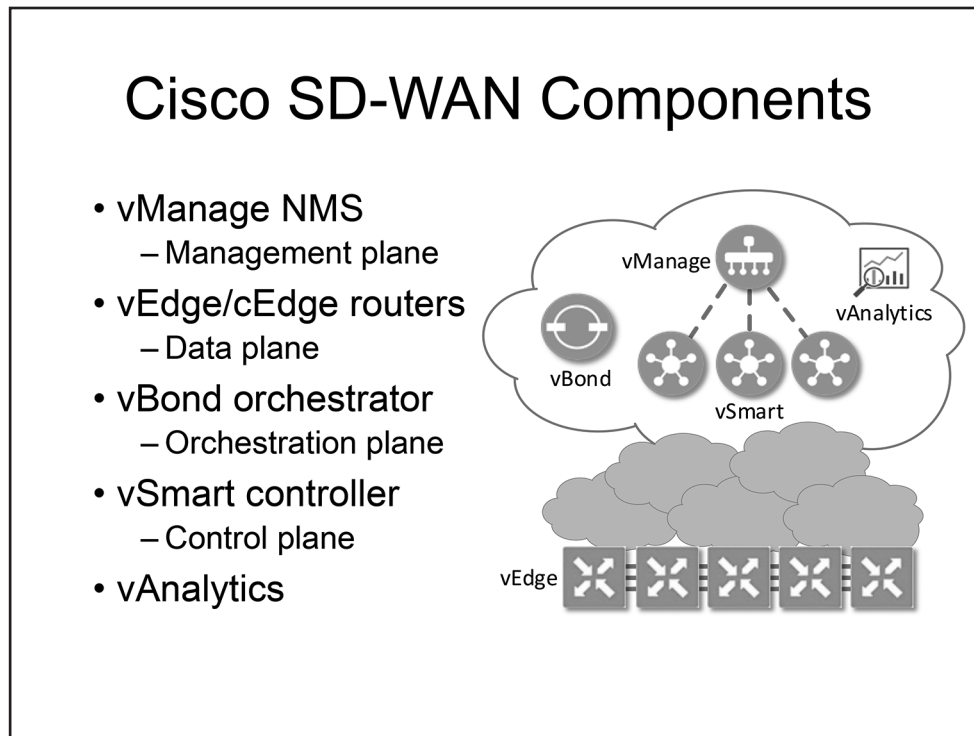 Cisco SD-WAN Components
• vManage NMS
– Management plane
• vEdge/cEdge routers
– Data plane
• vBond orchestrator
– Orchestration plane
• vSmart controller
– Control plane
• vAnalytics
vManage
vAnalytics
vBond
vSmart
vEdge